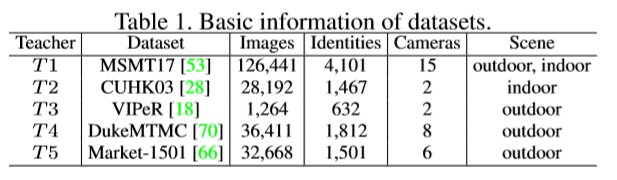 Table 1. Basic information of datasets.
Teacher Dataset Images Identities Cameras Scene
T1 MSMT17 [53] 126,441 4,101 15 outdoor, indoor
T2 CUHK03 [28] 28,192 1,467 2 indoor
T3 VIPeR [18] 1,264 632 2 outdoor
T4 DukeMTMC [70] 36,411 1,812 8 outdoor
T5 Market-1501 [66] 32,668 1,501 6 outdoor